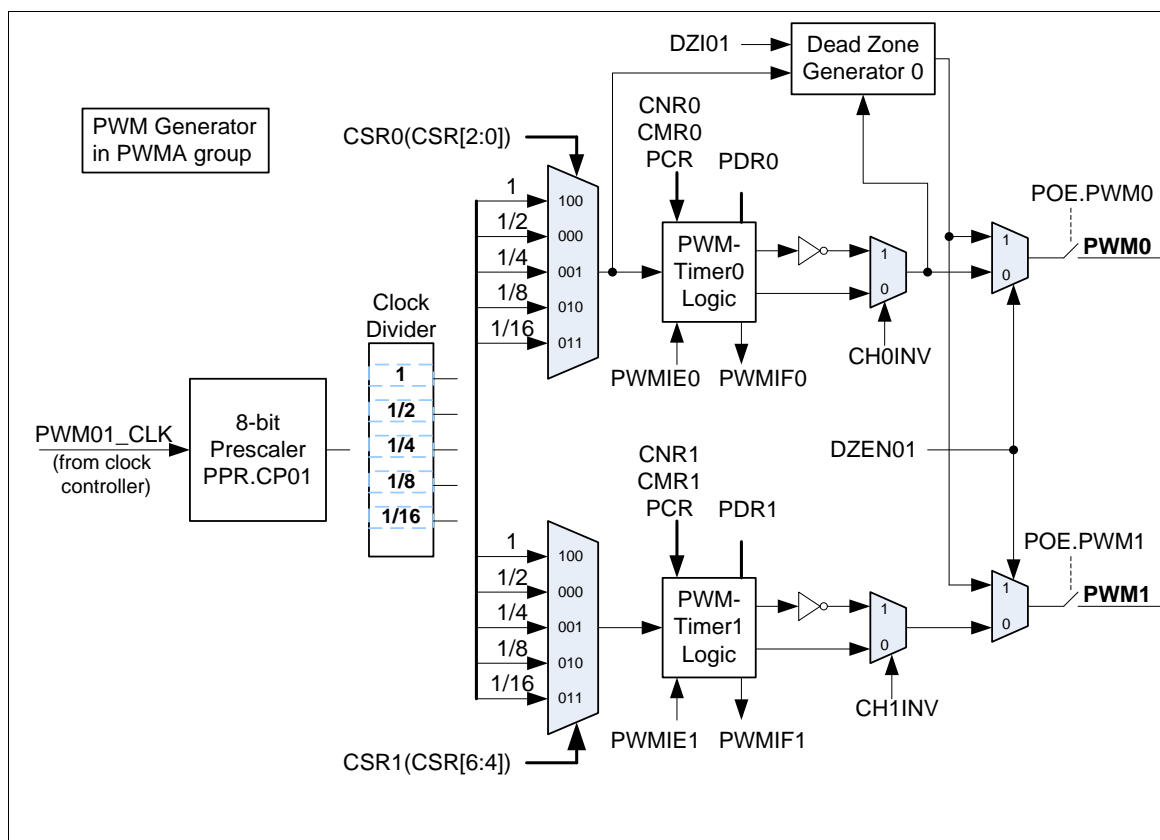 DZI01
Dead Zone
Generator 0
PWM Generator
in PWMA group
CNR0
CMR0
PCR
PDR0
CSR0(CSR[2:0])
1
100
1/2
000
1/4
001
1/8
010
1/16
011
PWM-
Timer0
Logic
1
0
1
0
POE.PWM0
PWM0
PWMIE0
PWMIF0
CH0INV
Clock
Divider
1
1/2
1/4
1/8
1/16
PWM01_CLK
(from clock
controller)
8-bit
Prescaler
PPR.CP01
DZEN01
CNR1
CMR1
PCR
PDR1
1
100
1/2
000
1/4
001
1/8
010
1/16
011
PWM-
Timer1
Logic
1
0
1
0
POE.PWM1
PWM1
PWMIE1
PWMIF1
CH1INV
CSR1(CSR[6:4])